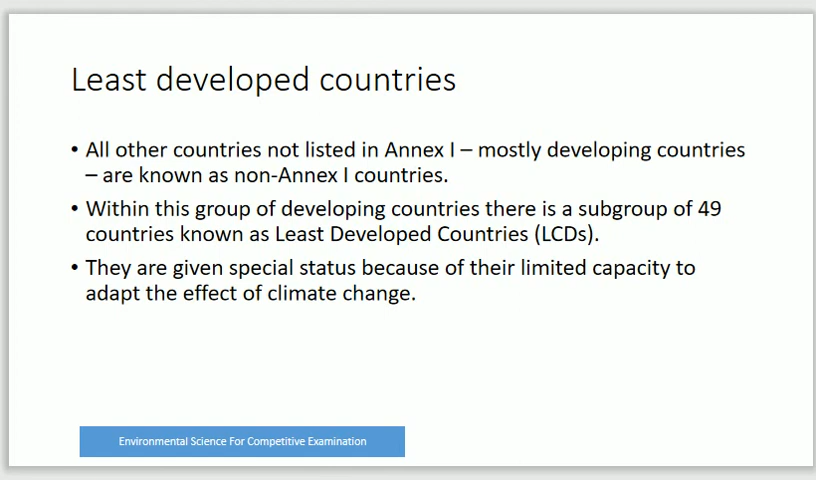 Least developed countries
• All other countries not listed in Annex I – mostly developing countries
– are known as non-Annex I countries.
• Within this group of developing countries there is a subgroup of 49
countries known as Least Developed Countries (LCDs).
• They are given special status because of their limited capacity to
adapt the effect of climate change.
Environmental Science For Competitive Examination